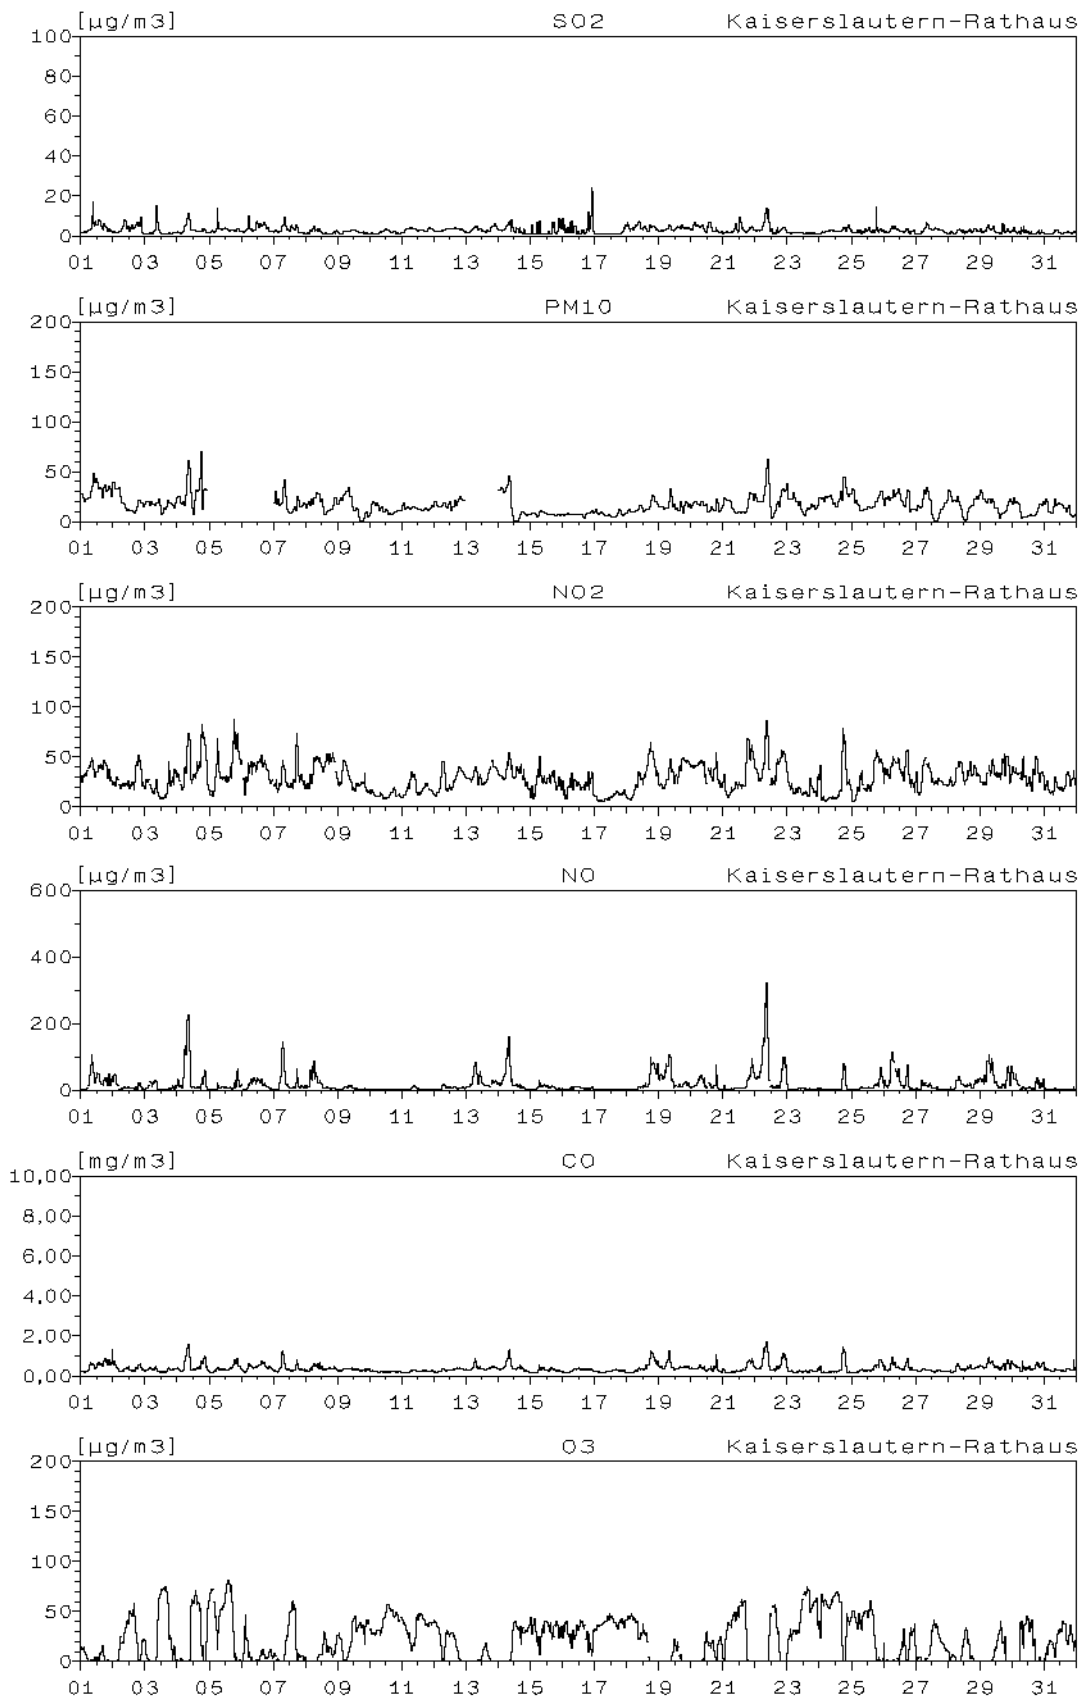 [µg/m3] SO2 Kaiserslautern-Rathaus
100
80
60
40
20
0
01 03 05 07 09 11 13 15 17 19 21 23 25 27 29 31
[µg/m3] PM10 Kaiserslautern-Rathaus
200
150
100
50
0
01 03 05 07 09 11 13 15 17 19 21 23 25 27 29 31
[µg/m3] NO2 Kaiserslautern-Rathaus
200
150
100
50
0
01 03 05 07 09 11 13 15 17 19 21 23 25 27 29 31
[µg/m3] NO Kaiserslautern-Rathaus
600
400
200
0
01 03 05 07 09 11 13 15 17 19 21 23 25 27 29 31
[mg/m3] CO Kaiserslautern-Rathaus
10,00
8,00
6,00
4,00
2,00
0,00
01 03 05 07 09 11 13 15 17 19 21 23 25 27 29 31
[µg/m3] O3 Kaiserslautern-Rathaus
200
150
100
50
0
01 03 05 07 09 11 13 15 17 19 21 23 25 27 29 31